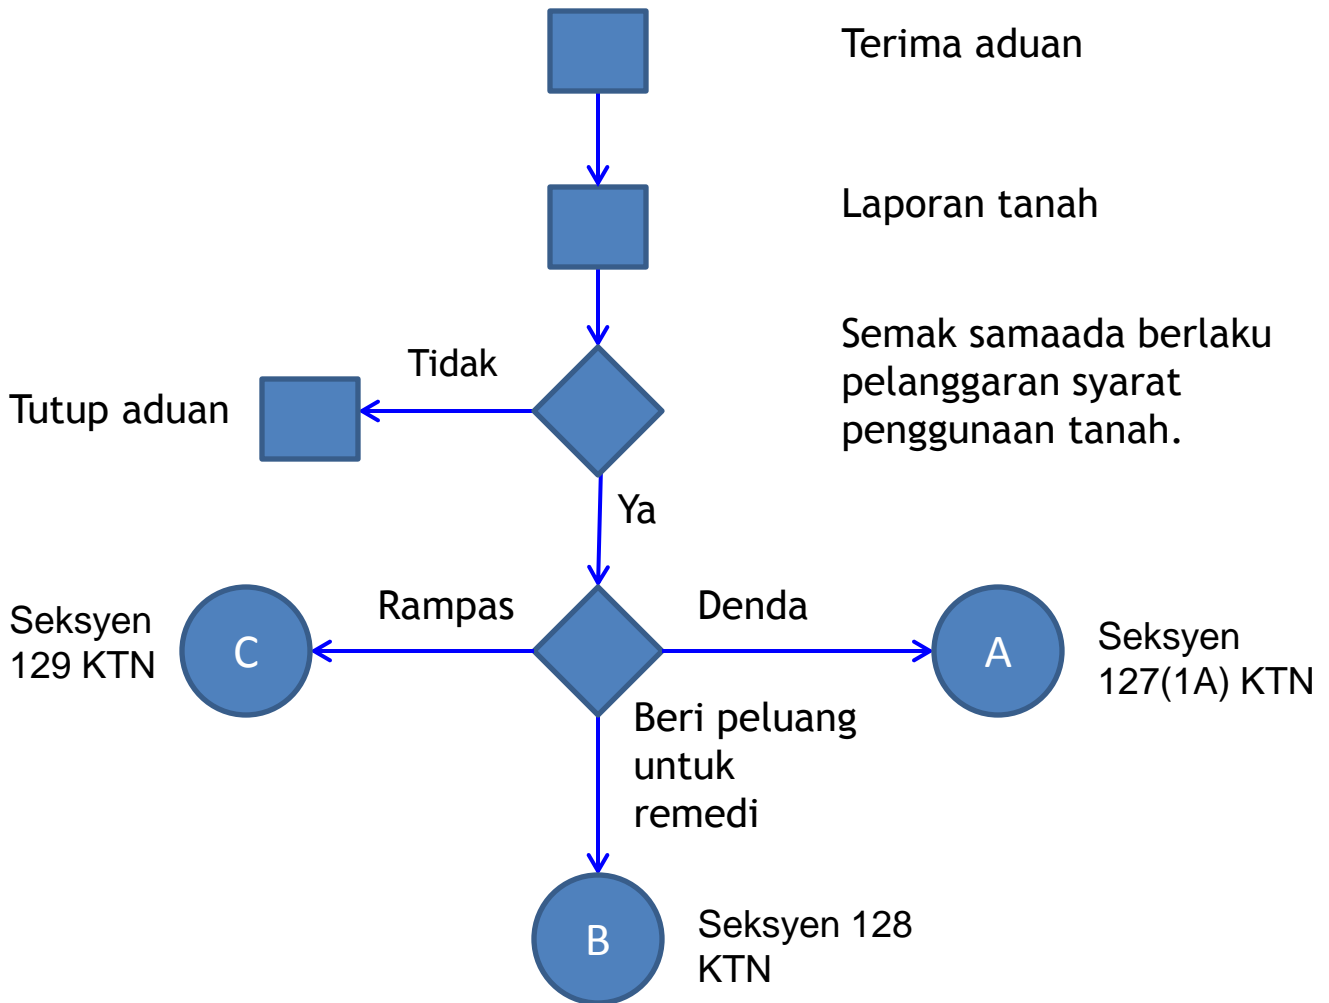 Terima aduan
Laporan tanah
Semak samaada berlaku
pelanggaran syarat
penggunaan tanah.
Tidak
Tutup aduan
Ya
Rampas
Denda
Seksyen
129 KTN
C
A
Seksyen
127(1A) KTN
Beri peluang
untuk
remedi
B
Seksyen 128
KTN